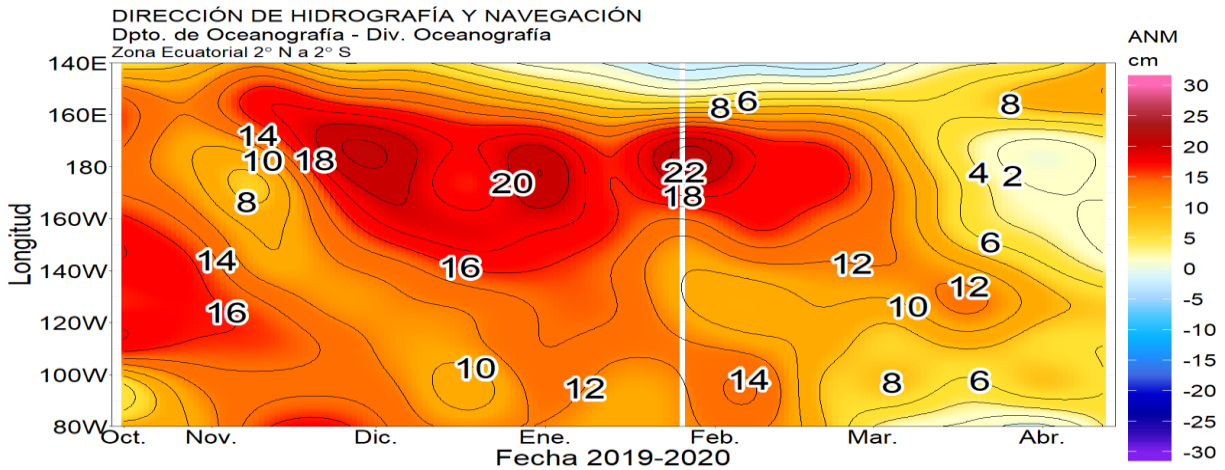 DIRECCIÓN DE HIDROGRAFÍA Y NAVEGACIÓN
Dpto. de Oceanografía - Div. Oceanografía
Zona Ecuatorial 2° N a 2° S
ANM
cm
140E
160E
180
160W
140W
120W
100W
80W
Longitud
14
10
18
8
14
16
16
20
10
12
22
18
8
6
8
4
2
6
12
12
10
14
8
6
30
25
20
15
10
5
0
-5
-10
-15
-20
-25
-30
Oct. Nov. Dic. Ene. Feb. Mar. Abr.
Fecha 2019-2020